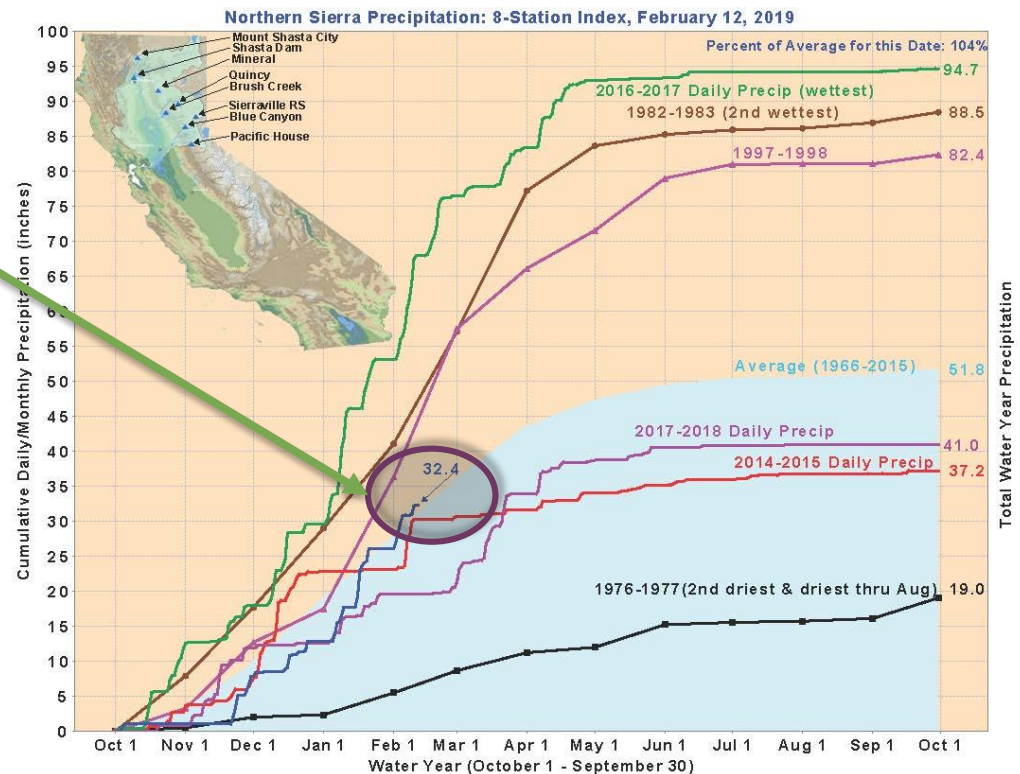 Northern Sierra Precipitation: 8-Station Index, February 12, 2019
Percent of Average for this Date: 104%
Mount Shasta City
Shasta Dam
Mineral
Quincy
Brush Creek
Sierraville RS
Blue Canyon
Pacific House
Cumulative Daily/Monthly Precipitation (inches)
100
95
90
85
80
75
70
65
6
55
50
45
40
35
30
25
20
15
10
5
0
2016-2017 Daily Precip (wettest)
94.7
1982-1983 (2nd wettest)
88.5
1997-1998
82.4
Average (1966-2015)
51.8
2017-2018 Daily Precip
41.0
2014-2015 Daily Precip
37.2
32.4
1976-1977(2nd driest & driest thru Aug)
19.0
Total Water Year Precipitation
Oct 1 Nov 1 Dec 1 Jan 1 Feb 1 Mar 1 Apr 1 May 1 Jun 1 Jul 1 Aug 1 Sep 1 Oct 1
Water Year (October 1 - September 30)